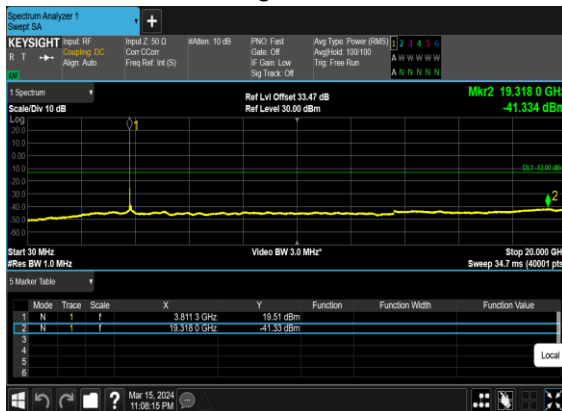 Spectrum Analyzer 1
Swept SA
+
KEYSIGHT Input: RF Input Z: 50 Ω #Atten: 10 dB PNO: Fast Avg Type: Power (RMS) 1 2 3 4 5 6
R T Coupling: DC Corr CCorr Gate: Off Avg|Hold: 100/100 A W W W W W
Align: Auto Freq Ref: Int (S) IF Gain: Low Trig: Free Run
LXI Sig Track: Off A N N N N N
1 Spectrum Ref Lvl Offset 33.47 dB Mkr2 19.318 0 GHz
Scale/Div 10 dB Ref Level 30.00 dBm -41.334 dBm
Log
20.0 1
10.0
0.00
-10.0 DL1 -13.00 dB
-20.0
-30.0
-40.0 2
-50.0
-60.0
Start 30 MHz Video BW 3.0 MHz* Stop 20.000 GH
#Res BW 1.0 MHz Sweep 34.7 ms (40001 pts
5 Marker Table
Mode Trace Scale X Y Function Function Width Function Value
1 N 1 f 3.811 3 GHz 19.51 dBm
2 N 1 f 19.318 0 GHz -41.33 dBm
3
4
5
6
Local
? Mar 15, 2024
11:08:15 PM